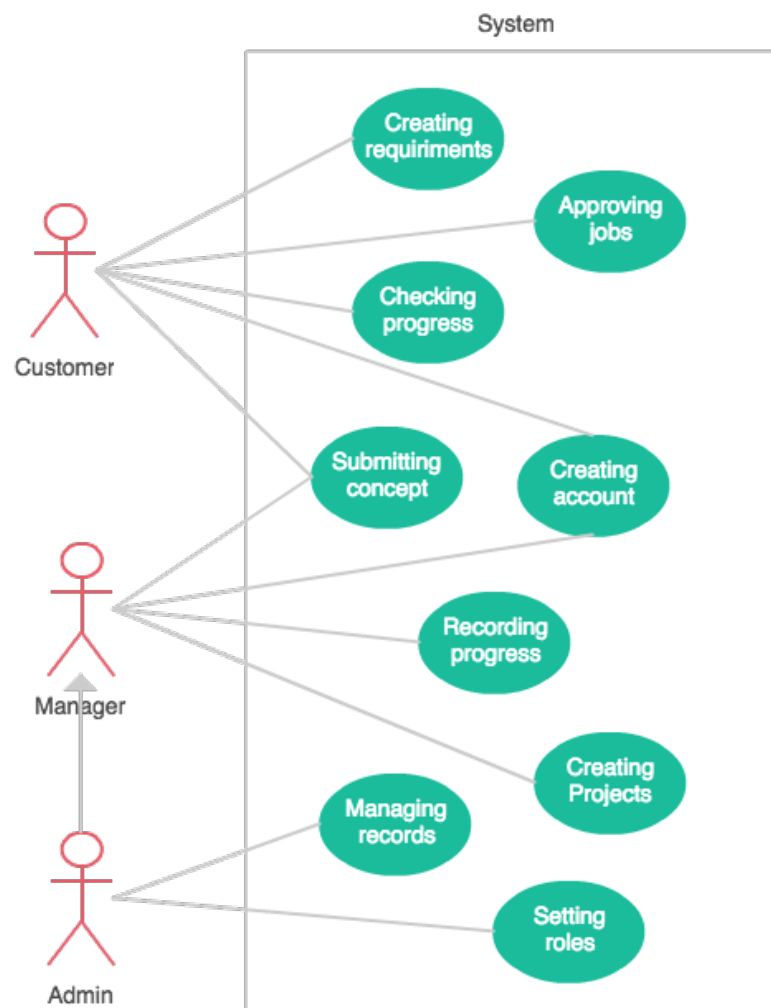 System
Creating
requiriments
Approving
jobs
Checking
progress
Customer
Submitting
concept
Creating
account
Recording
progress
Manager
Creating
Projects
Managing
records
Setting
roles
Admin